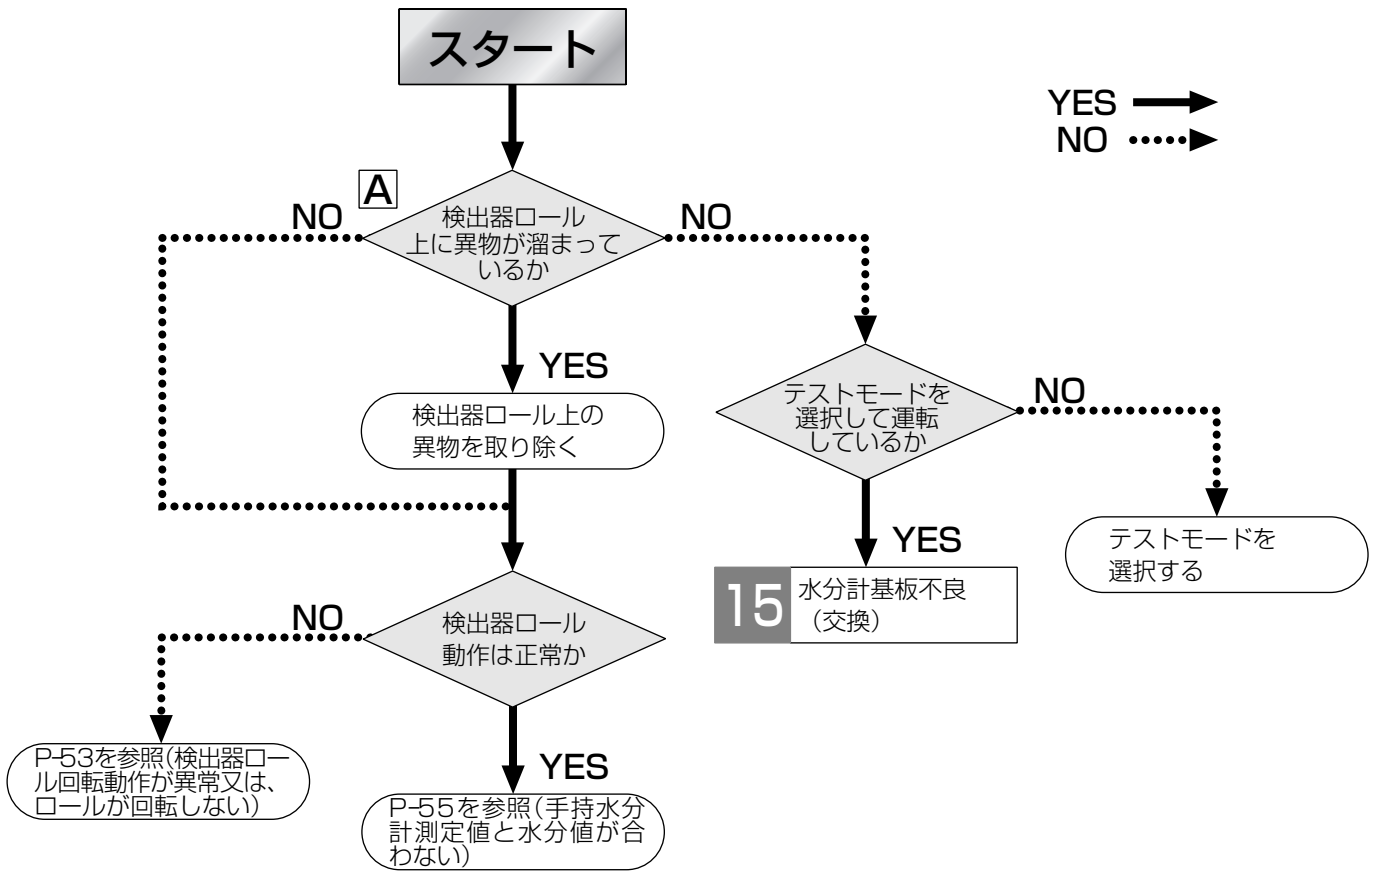 スタート
YES
NO
A
NO
検出器ロール
上に異物が溜まって
いるか
NO
YES
検出器ロール上の
異物を取り除く
テストモードを
選択して運転
しているか
NO
YES
テストモードを
選択する
15
水分計基板不良
（交換）
NO
検出器ロール
動作は正常か
YES
P-53を参照（検出器ロー
ル回転動作が異常又は、
ロールが回転しない）
P-55を参照（手持水分
計測定値と水分値が合
わない）